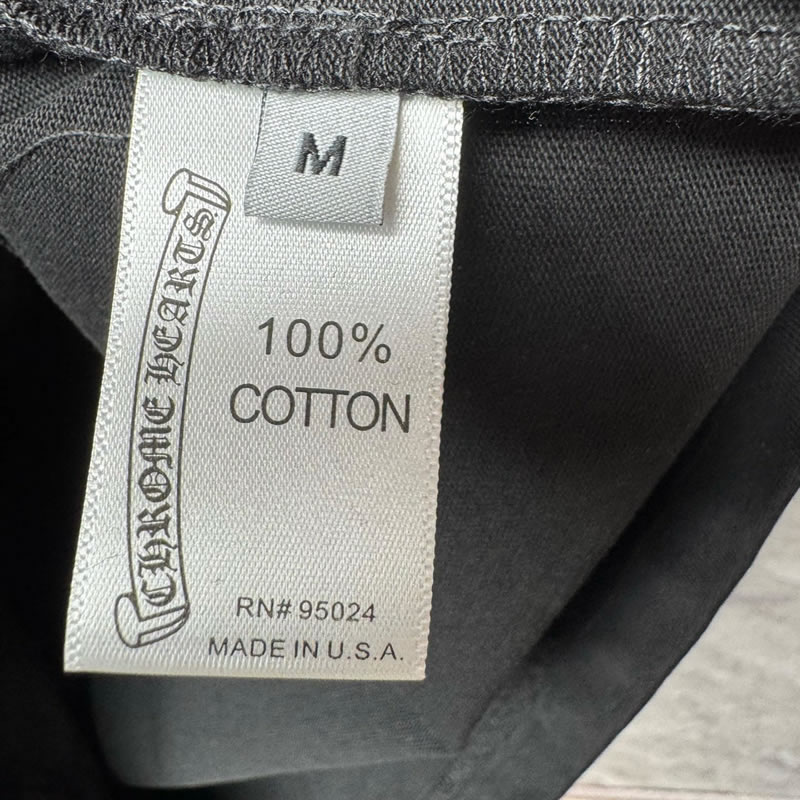 M
CHROME HEARTS
100%
COTTON
RN# 95024
MADE IN U.S.A.